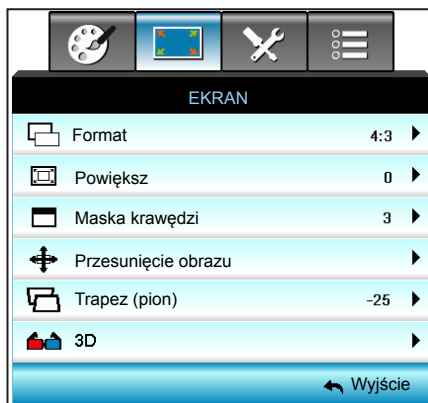 EKRAN
Format 4:3
Powiększ 0
Maska krawędzi 3
Przesunięcie obrazu
Trapez (pion) -25
3D
Wyjście